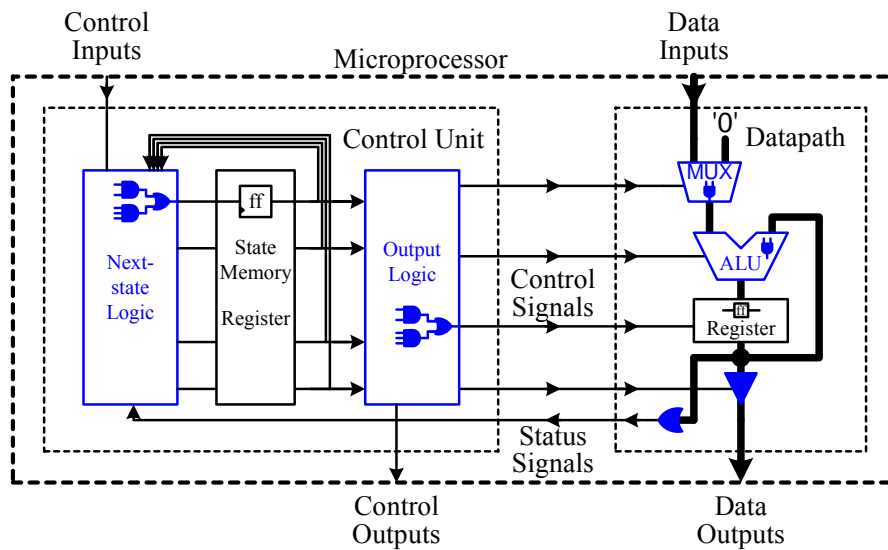 Control
Inputs
Data
Inputs
Microprocessor
Control Unit
'0'
Datapath
MUX
ff
Next-
state
Logic
State
Memory
Register
Output
Logic
ALU
Control
Signals
ff
Register
Status
Signals
Control
Outputs
Data
Outputs